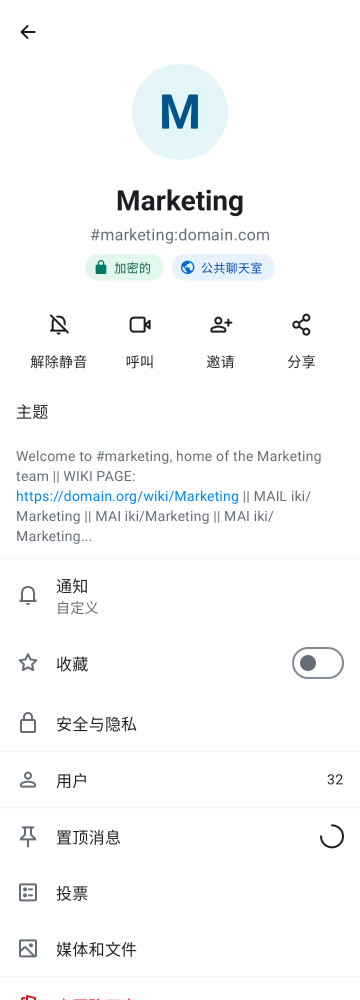 M
Marketing
#marketing:domain.com
加密的 公共聊天室
解除静音 呼叫 邀请 分享
主题
Welcome to #marketing, home of the Marketing
team || WIKI PAGE:
https://domain.org/wiki/Marketing || MAIL iki/
Marketing || MAI iki/Marketing || MAI iki/
Marketing...
通知
自定义
收藏
安全与隐私
用户 32
置顶消息
投票
媒体和文件